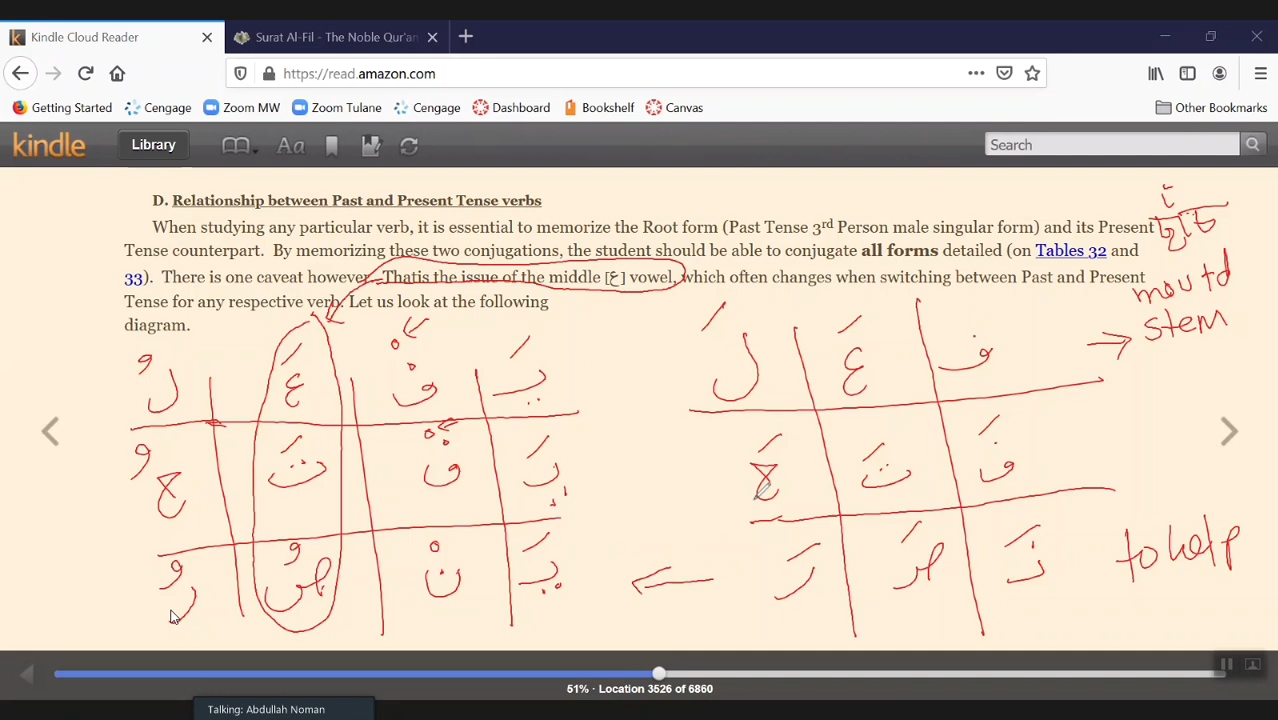 Kindle Cloud Reader
Surat Al-Fil - The Noble Qur'an
https://read.amazon.com
Getting Started Cengage Zoom MW Zoom Tulane Cengage Dashboard Bookshelf Canvas Other Bookmarks
kindle Library Aa Search
D. Relationship between Past and Present Tense verbs
When studying any particular verb, it is essential to memorize the Root form (Past Tense 3rd Person male singular form) and its Present
Tense counterpart. By memorizing these two conjugations, the student should be able to conjugate all forms detailed (on Tables 32 and
33). There is one caveat however. Thatis the issue of the middle [ع] vowel, which often changes when switching between Past and Present
Tense for any respective verb. Let us look at the following
diagram.
stem
فَ عَ لَ
يَ فْ عَ لُ
فَ تَ حَ
يَ فْ تَ حُ
to help
نَ صَ رَ
يَ نْ صُ رُ
51% · Location 3526 of 6860
Talking: Abdullah Noman